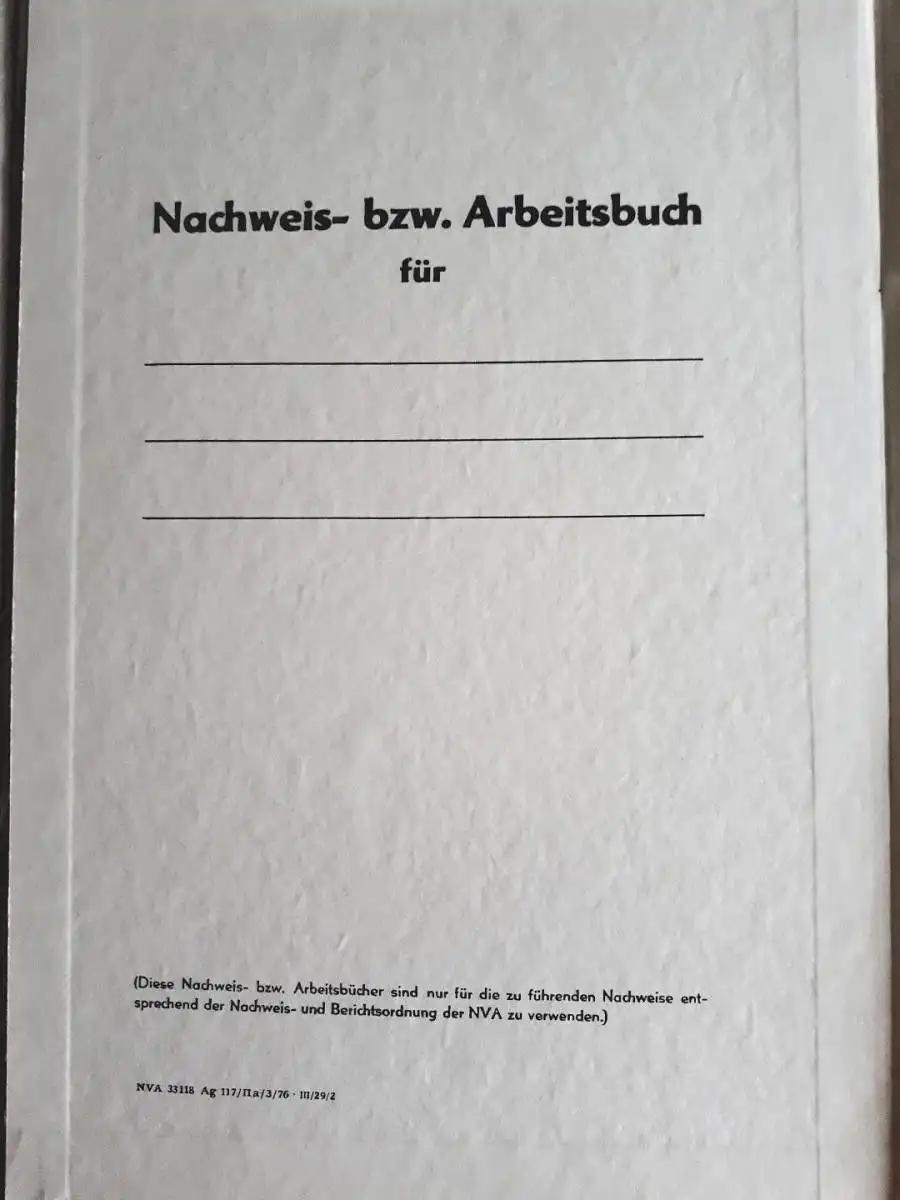 Nachweis- bzw. Arbeitsbuch
für
(Diese Nachweis- bzw. Arbeitsbücher sind nur für die zu führenden Nachweise ent-
sprechend der Nachweis- und Berichtsordnung der NVA zu verwenden.)
NVA 33118 Ag 117/IIa/3/76 · III/29/2